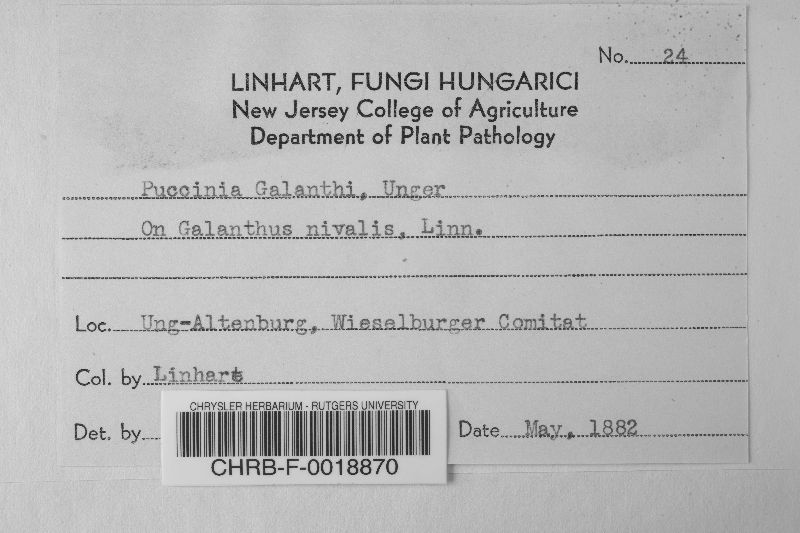 No. 24
LINHART, FUNGI HUNGARICI
New Jersey College of Agriculture
Department of Plant Pathology
Puccinia Galanthi, Unger
On Galanthus nivalis, Linn.
Loc. Ung-Altenburg, Wieselburger Comitat
Col. by Linhart
Det. by
Date May, 1882
CHRYSLER HERBARIUM - RUTGERS UNIVERSITY
CHRB-F-0018870